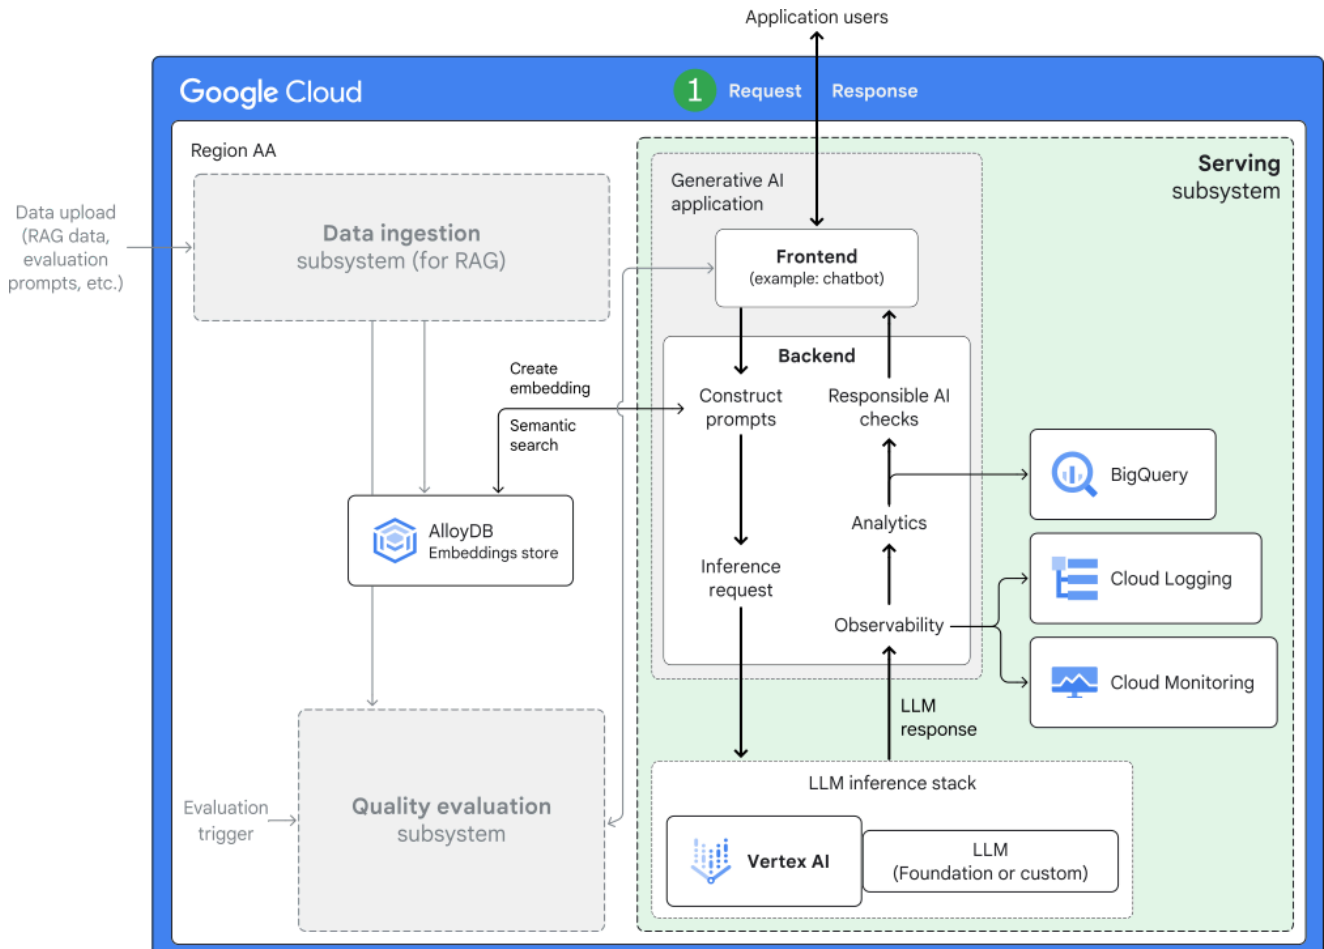 Application users
Google Cloud
1 Request Response
Region AA
Serving
subsystem
Generative AI
application
Data upload
(RAG data,
evaluation
prompts, etc.)
Data ingestion
subsystem (for RAG)
Frontend
(example: chatbot)
Backend
Create
embedding
Semantic
search
Construct
prompts
Responsible AI
checks
BigQuery
Analytics
AlloyDB
Embeddings store
Inference
request
Cloud Logging
Observability
Cloud Monitoring
LLM
response
LLM inference stack
Evaluation
trigger
Quality evaluation
subsystem
Vertex AI
LLM
(Foundation or custom)